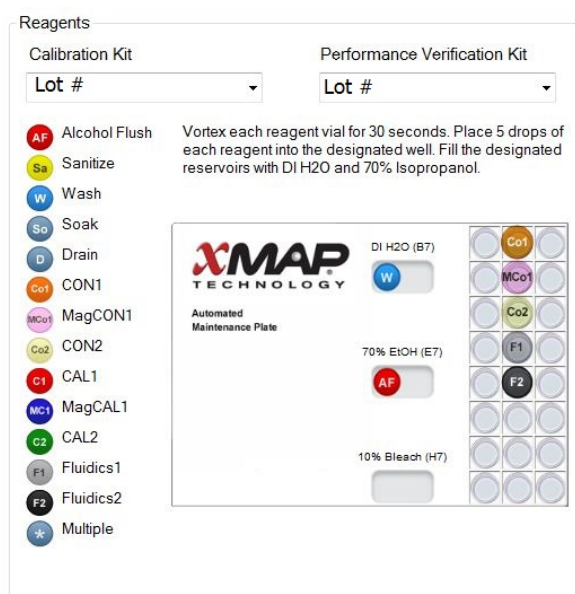 Reagents
Calibration Kit
Performance Verification Kit
Lot #
Lot #
AF Alcohol Flush
Sa Sanitize
W Wash
So Soak
D Drain
Co1 CON1
MCo1 MagCON1
Co2 CON2
C1 CAL1
MC1 MagCAL1
C2 CAL2
F1 Fluidics1
F2 Fluidics2
* Multiple
Vortex each reagent vial for 30 seconds. Place 5 drops of
each reagent into the designated well. Fill the designated
reservoirs with DI H2O and 70% Isopropanol.
XMAP
TECHNOLOGY
Automated
Maintenance Plate
DI H2O (B7)
W
70% EtOH (E7)
AF
10% Bleach (H7)
Co1
MCo1
Co2
F1
F2